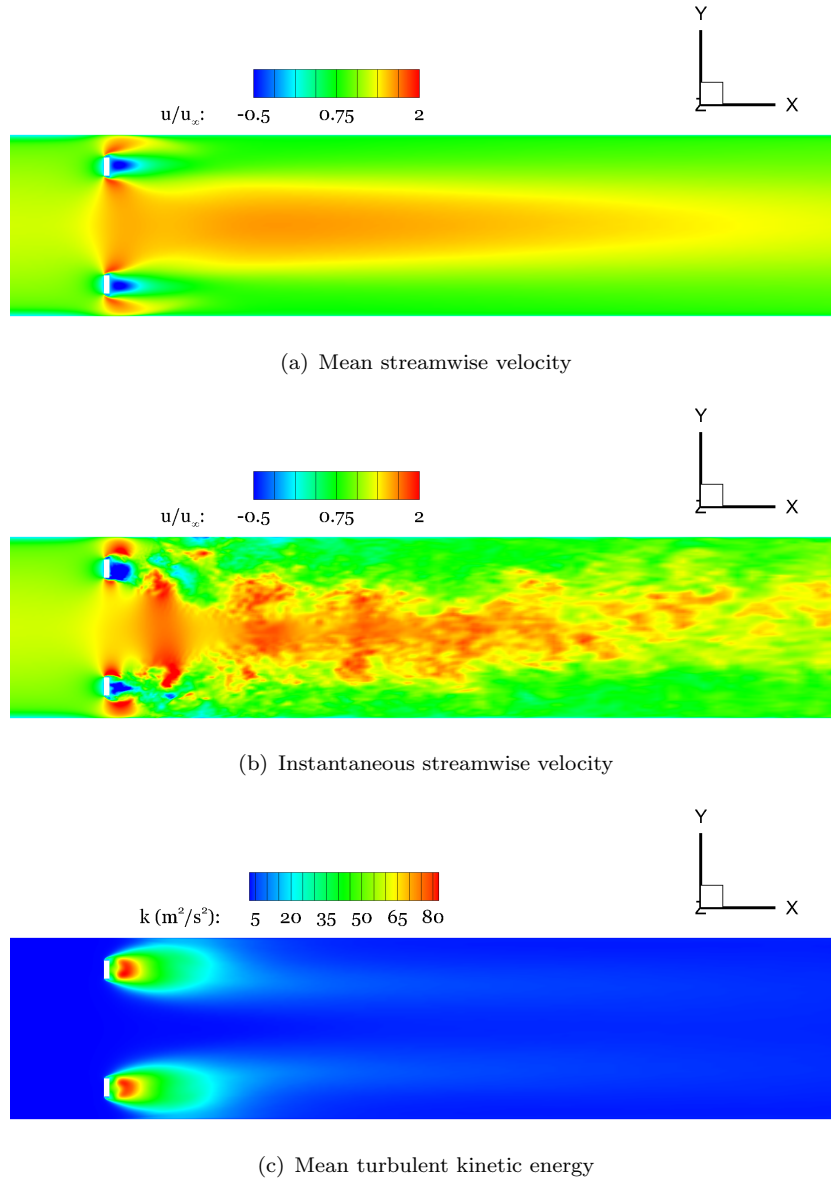 Y
Z X
u/u∞: -0.5 0.75 2
(a) Mean streamwise velocity
Y
Z X
u/u∞: -0.5 0.75 2
(b) Instantaneous streamwise velocity
Y
Z X
k (m²/s²): 5 20 35 50 65 80
(c) Mean turbulent kinetic energy